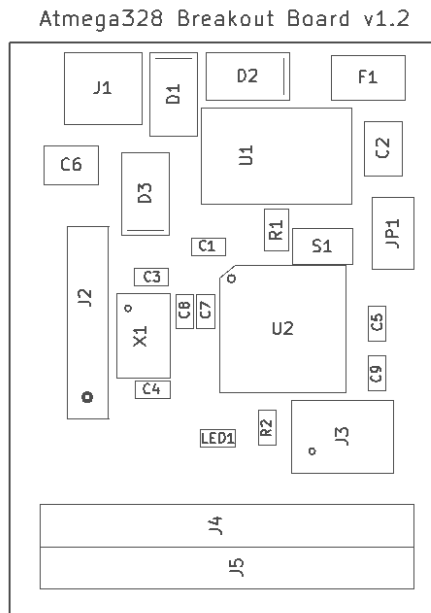 Atmega328 Breakout Board v1.2
J1
D1
D2
F1
C6
D3
U1
C2
R1
JP1
C1
S1
J2
C3
X1
C8
C7
U2
C5
C4
C9
LED1
R2
J3
J4
J5